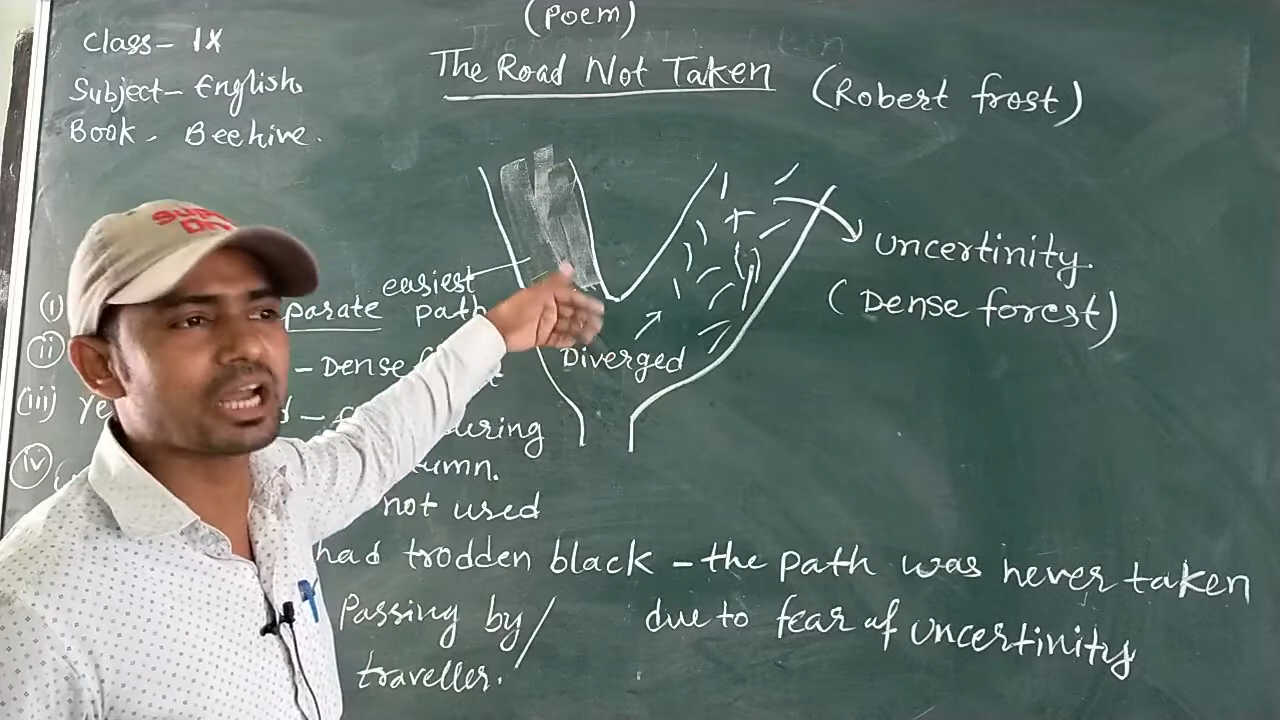 (Poem)
Class - IX
The Road Not Taken (Robert frost)
Subject - English
Book - Beehive.
easiest
uncertinity.
(Dense forest)
(i) parate path
(ii) - Dense
Diverged
(iii) ye
uring
(iv) umn.
not used
had trodden black - the path was never taken
due to fear of uncertinity
Passing by/
traveller.